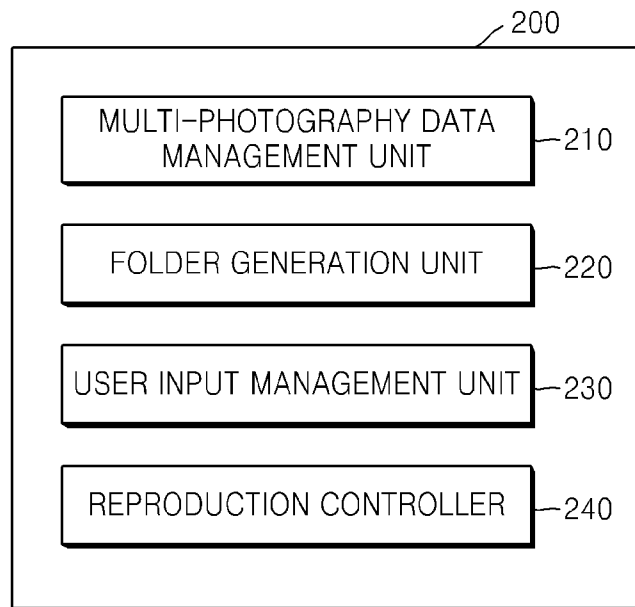 200
MULTI-PHOTOGRAPHY DATA
MANAGEMENT UNIT
210
FOLDER GENERATION UNIT
220
USER INPUT MANAGEMENT UNIT
230
REPRODUCTION CONTROLLER
240